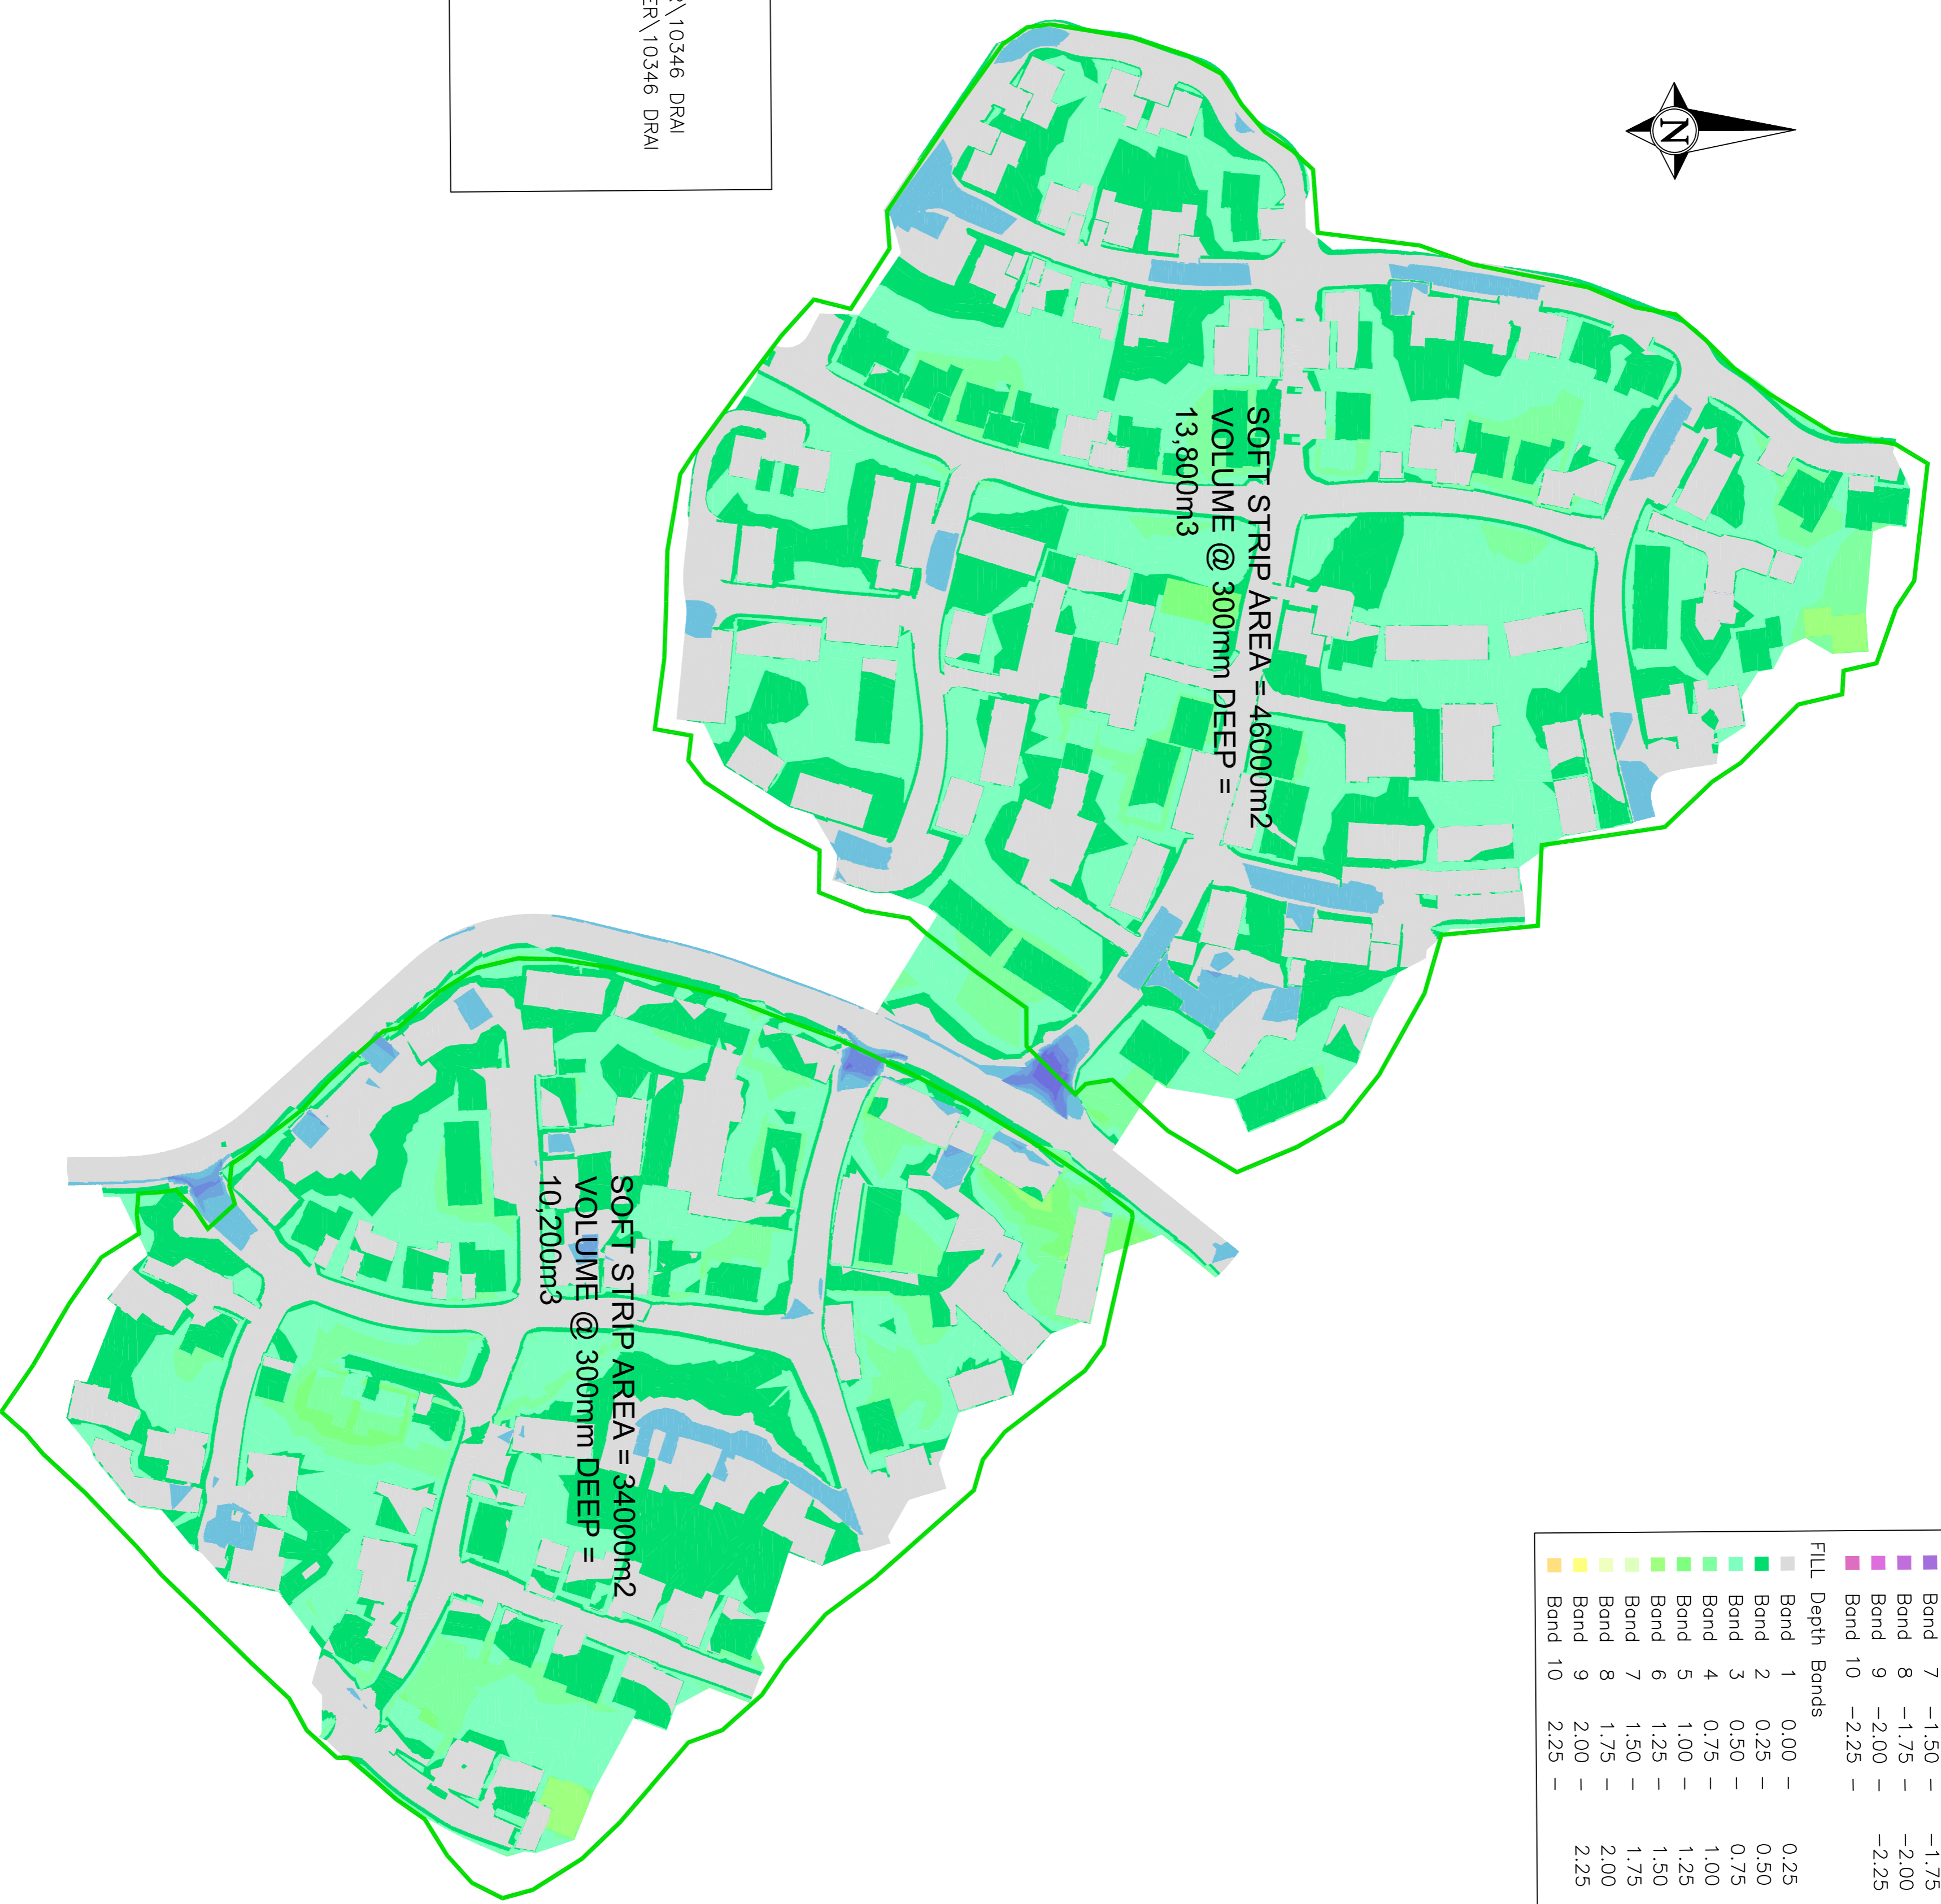 R\10346 DRAI
ER\10346 DRAI
N
SOFT STRIP AREA = 46000m2
VOLUME @ 300mm DEEP =
13,800m3
SOFT STRIP AREA = 34000m2
VOLUME @ 300mm DEEP =
10,200m3
Band 7 -1.50 - -1.75
Band 8 -1.75 - -2.00
Band 9 -2.00 - -2.25
Band 10 -2.25 -
FILL Depth Bands
Band 1 0.00 - 0.25
Band 2 0.25 - 0.50
Band 3 0.50 - 0.75
Band 4 0.75 - 1.00
Band 5 1.00 - 1.25
Band 6 1.25 - 1.50
Band 7 1.50 - 1.75
Band 8 1.75 - 2.00
Band 9 2.00 - 2.25
Band 10 2.25 -